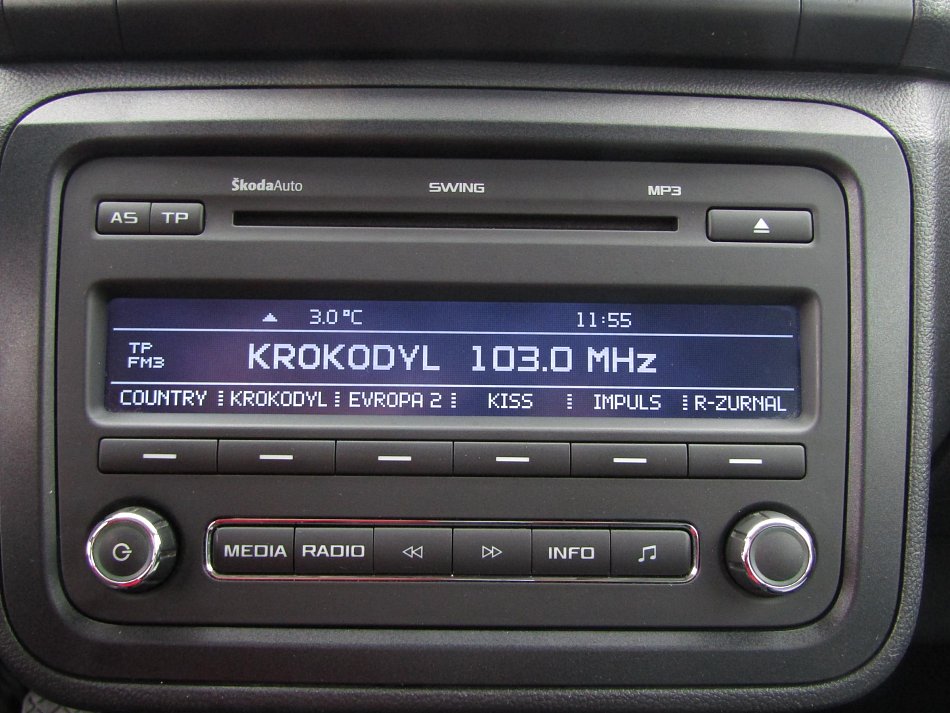 ŠkodaAuto SWING MP3
AS TP
3.0 °C 11:55
TP
FM3
KROKODYL 103.0 MHz
COUNTRY KROKODYL EVROPA 2 KISS IMPULS R-ZURNAL
MEDIA RADIO INFO